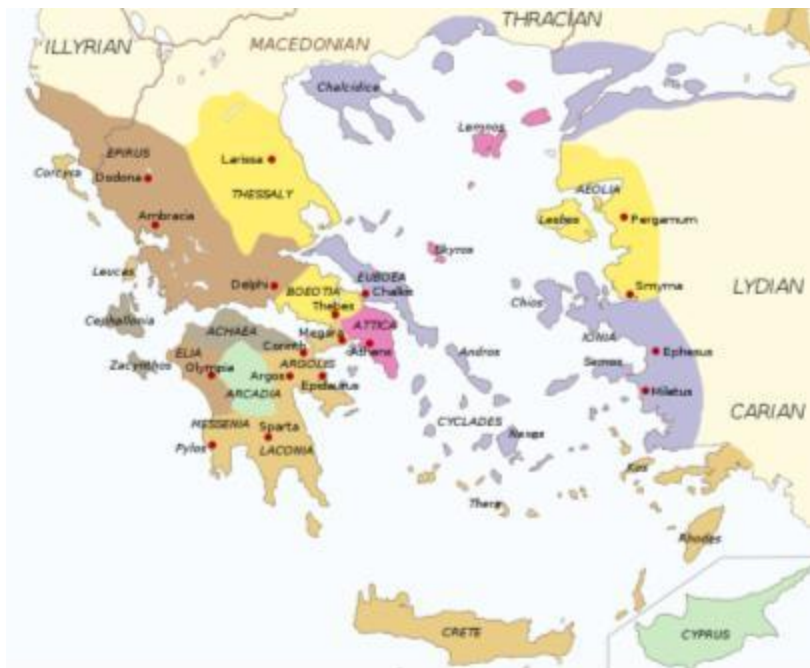 THRACIAN
ILLYRIAN
MACEDONIAN
Chalcidice
Lemnos
EPIRUS
Larissa
Corcyra
Dodona
THESSALY
AEOLIA
Ambracia
Lesbos
Pergamum
Skyros
Leucas
Delphi
EUBOEA
BOEOTIA
Chalkis
Smyrna
LYDIAN
Chios
Thebes
Cephallonia
ACHAEA
ATTICA
Megara
IONIA
Corinth
Athens
Andros
Ephesus
ELIA
Zacynthos
Olympia
ARGOLIS
Samos
Argos
Epidaurus
ARCADIA
Miletus
CARIAN
MESSENIA
Sparta
CYCLADES
Naxos
Pylos
LACONIA
Kos
Thera
Rhodes
CRETE
CYPRUS